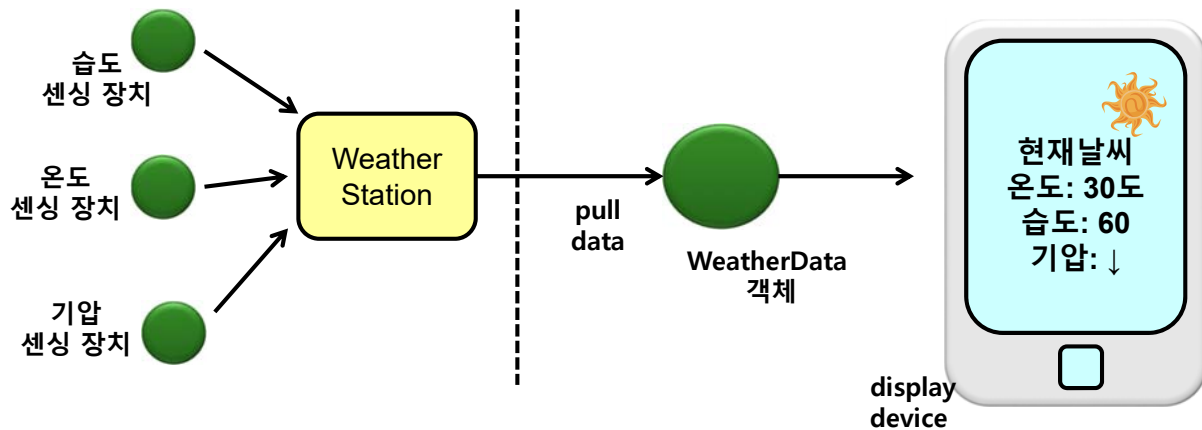 습도
센싱 장치
온도
센싱 장치
기압
센싱 장치
Weather
Station
pull
data
WeatherData
객체
현재날씨
온도: 30도
습도: 60
기압: ↓
display
device